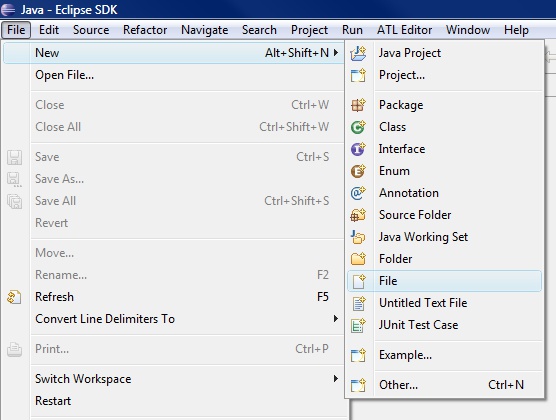 Java - Eclipse SDK
File Edit Source Refactor Navigate Search Project Run ATL Editor Window Help
New Alt+Shift+N
Open File...
Close Ctrl+W
Close All Ctrl+Shift+W
Save Ctrl+S
Save As...
Save All Ctrl+Shift+S
Revert
Move...
Rename... F2
Refresh F5
Convert Line Delimiters To
Print... Ctrl+P
Switch Workspace
Restart
Java Project
Project...
Package
Class
Interface
Enum
Annotation
Source Folder
Java Working Set
Folder
File
Untitled Text File
JUnit Test Case
Example...
Other... Ctrl+N